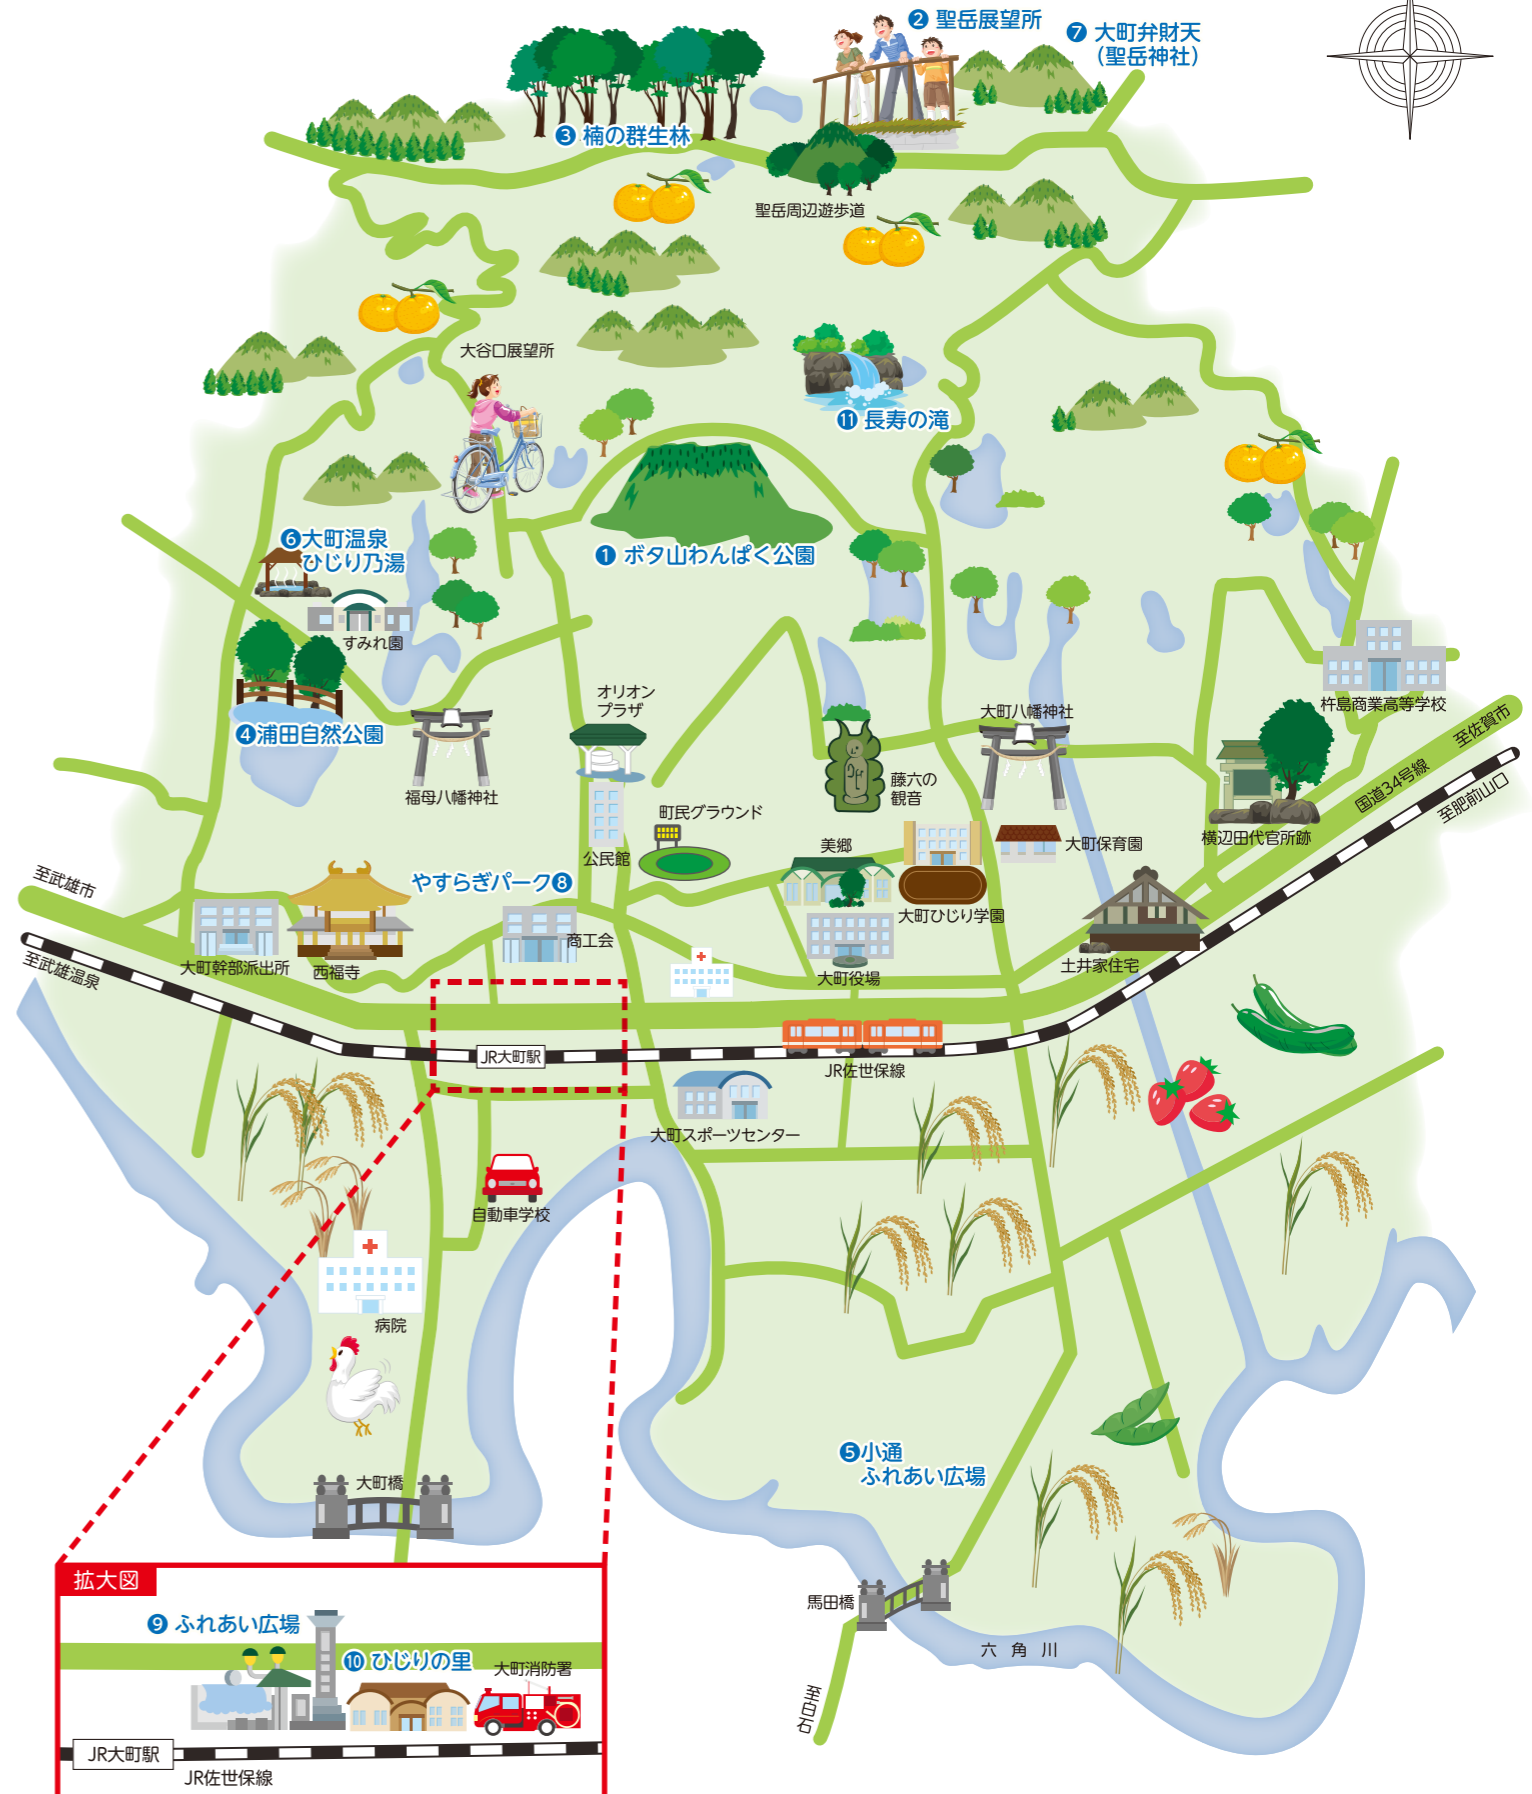 ❷ 聖岳展望所
❼ 大町弁財天
(聖岳神社)
❸ 楠の群生林
聖岳周辺遊歩道
大谷口展望所
⓫ 長寿の滝
❻大町温泉
ひじり乃湯
❶ ボタ山わんぱく公園
すみれ園
❹浦田自然公園
福母八幡神社
オリオン
プラザ
大町八幡神社
杵島商業高等学校
至佐賀市
国道34号線
至肥前山口
藤六の
観音
町民グラウンド
公民館
美郷
大町保育園
横辺田代官所跡
至武雄市
やすらぎパーク❽
大町ひじり学園
商工会
大町幹部派出所
西福寺
至武雄温泉
大町役場
土井家住宅
JR大町駅
JR佐世保線
大町スポーツセンター
自動車学校
病院
大町橋
❺小通
ふれあい広場
馬田橋
六角川
至白石
拡大図
❾ ふれあい広場
❿ ひじりの里
大町消防署
JR大町駅
JR佐世保線